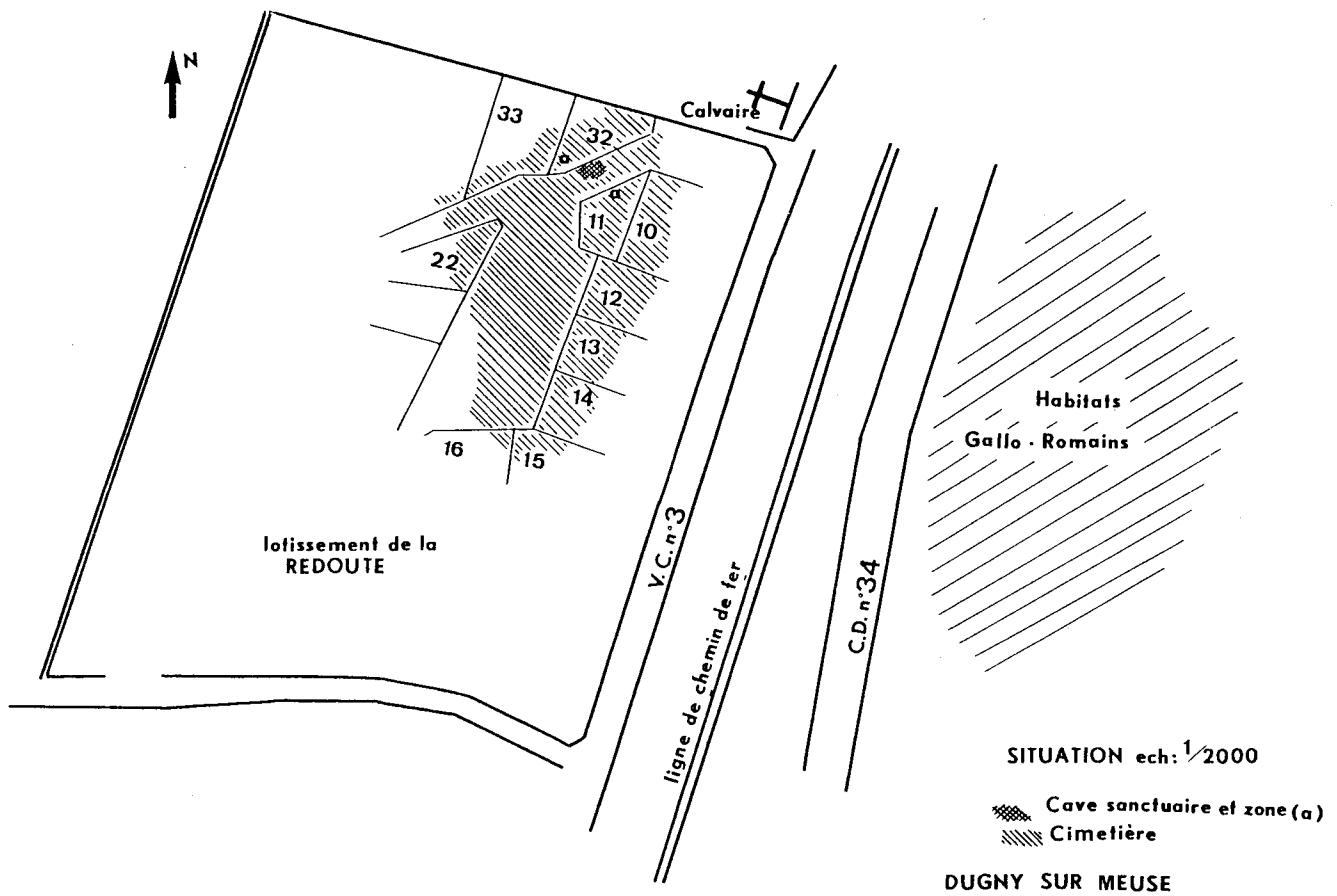 N
Calvaire
33
32
a
a
11
10
22
12
13
14
16
15
Habitats
Gallo - Romains
lotissement de la
REDOUTE
V.C. n° 3
ligne de chemin de fer
C.D. n° 34
SITUATION ech: 1/2000
Cave sanctuaire et zone (a)
Cimetière
DUGNY SUR MEUSE